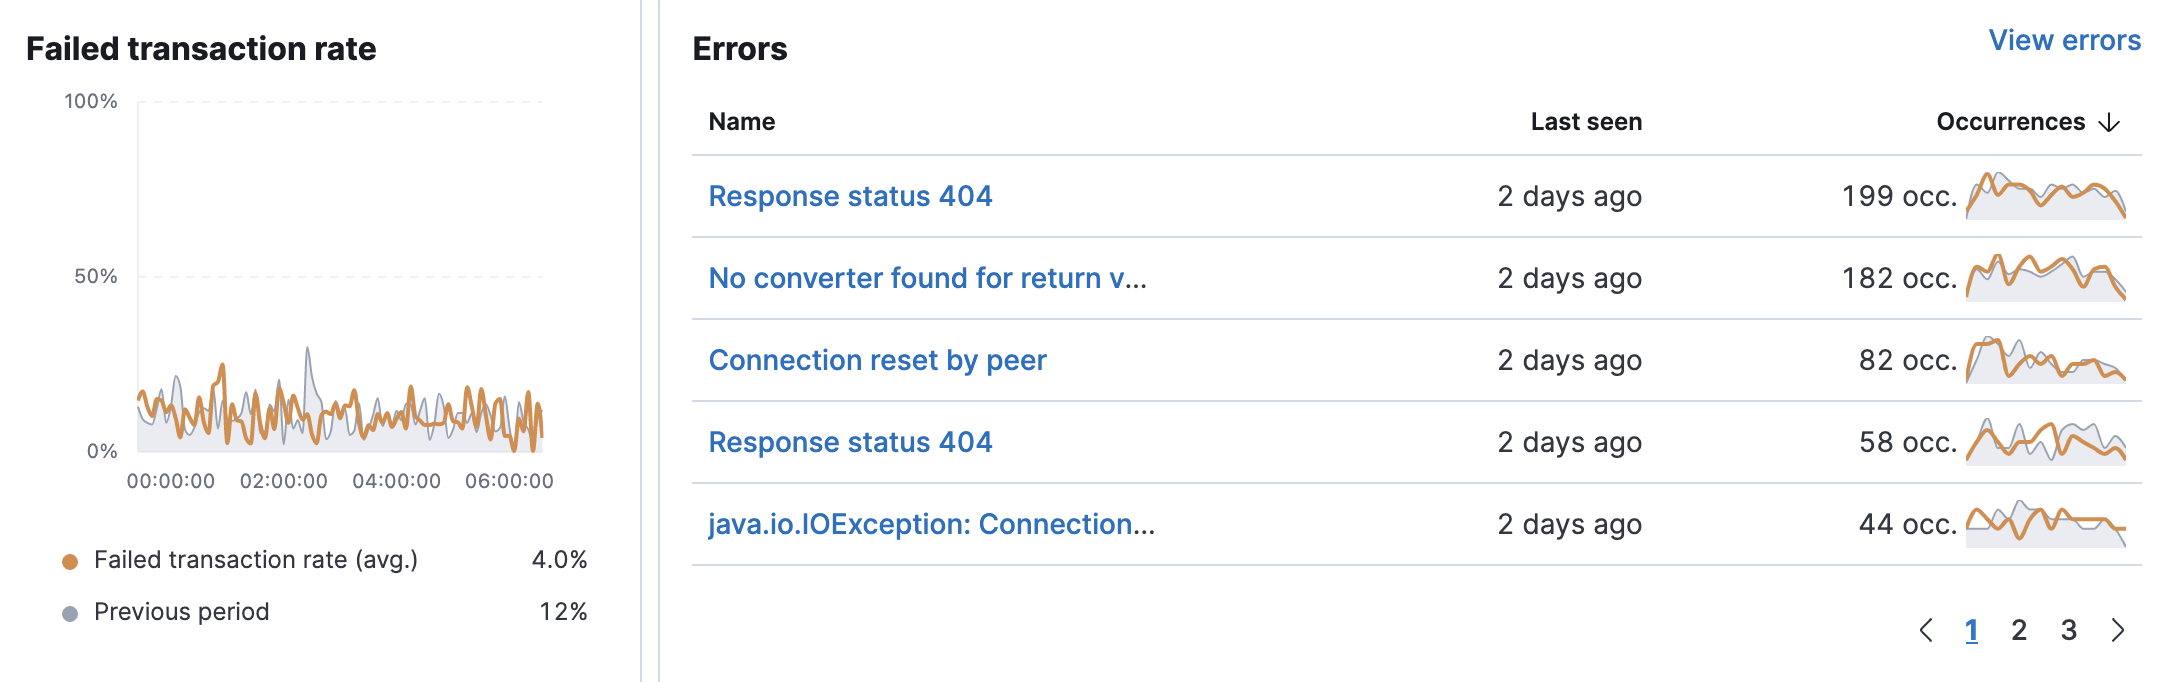 Failed transaction rate
100%
50%
0%
00:00:00 02:00:00 04:00:00 06:00:00
Failed transaction rate (avg.) 4.0%
Previous period 12%
Errors
View errors
Name Last seen Occurrences
Response status 404 2 days ago 199 occ.
No converter found for return v... 2 days ago 182 occ.
Connection reset by peer 2 days ago 82 occ.
Response status 404 2 days ago 58 occ.
java.io.IOException: Connection... 2 days ago 44 occ.
1 2 3